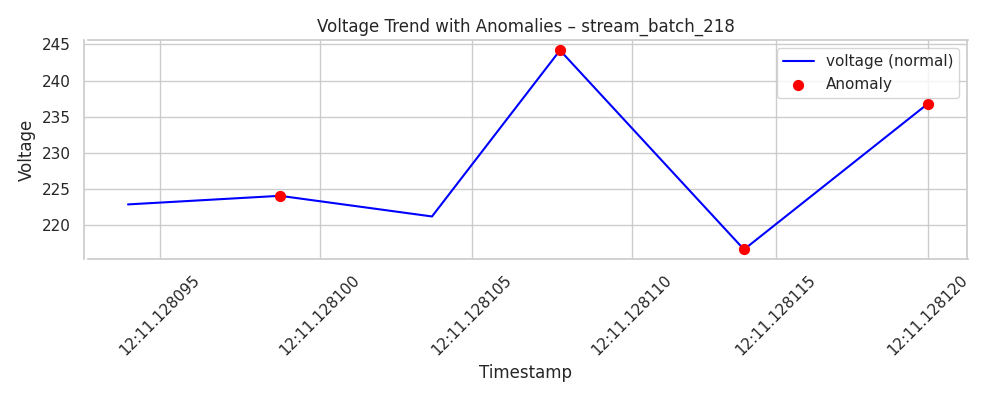 Voltage Trend with Anomalies – stream_batch_218
voltage (normal)
Anomaly
Voltage
245
240
235
230
225
220
12:11.128095
12:11.128100
12:11.128105
12:11.128110
12:11.128115
12:11.128120
Timestamp